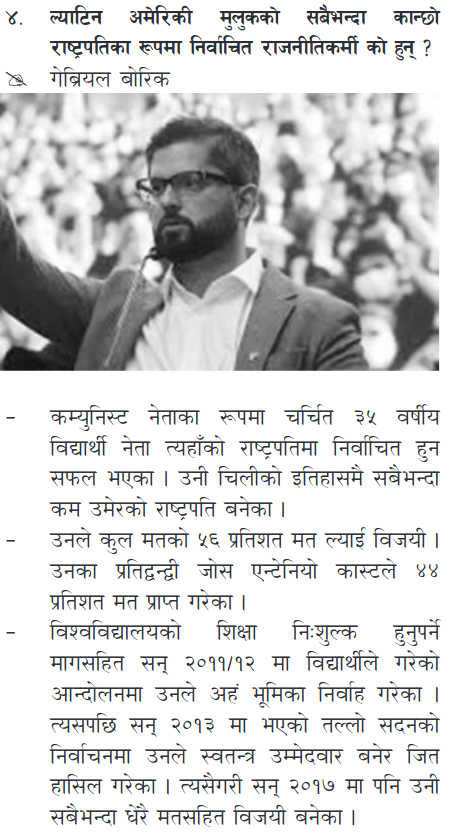 ४. ल्याटिन अमेरिकी मुलुकको सबैभन्दा कान्छो
राष्ट्रपतिका रूपमा निर्वाचित राजनीतिकर्मी को हुन् ?
गेब्रियल बोरिक
– कम्युनिस्ट नेताका रूपमा चर्चित ३५ वर्षीय
विद्यार्थी नेता त्यहाँको राष्ट्रपतिमा निर्वाचित हुन
सफल भएका । उनी चिलीको इतिहासमै सबैभन्दा
कम उमेरको राष्ट्रपति बनेका ।
– उनले कुल मतको ५६ प्रतिशत मत ल्याई विजयी ।
उनका प्रतिद्वन्द्वी जोस एन्टेनियो कास्टले ४४
प्रतिशत मत प्राप्त गरेका ।
– विश्वविद्यालयको शिक्षा निःशुल्क हुनुपर्ने
मागसहित सन् २०११/१२ मा विद्यार्थीले गरेको
आन्दोलनमा उनले अहं भूमिका निर्वाह गरेका ।
त्यसपछि सन् २०१३ मा भएको तल्लो सदनको
निर्वाचनमा उनले स्वतन्त्र उम्मेदवार बनेर जित
हासिल गरेका । त्यसैगरी सन् २०१७ मा पनि उनी
सबैभन्दा धेरै मतसहित विजयी बनेका ।